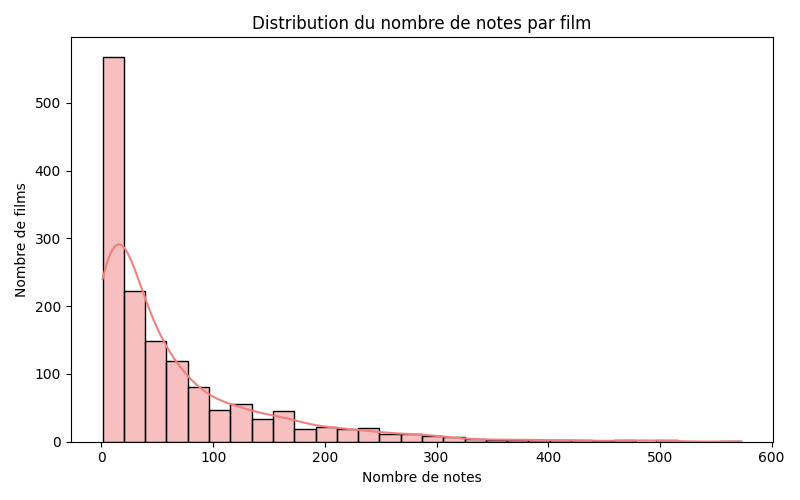 Distribution du nombre de notes par film
Nombre de films
500
400
300
200
100
0
0 100 200 300 400 500 600
Nombre de notes